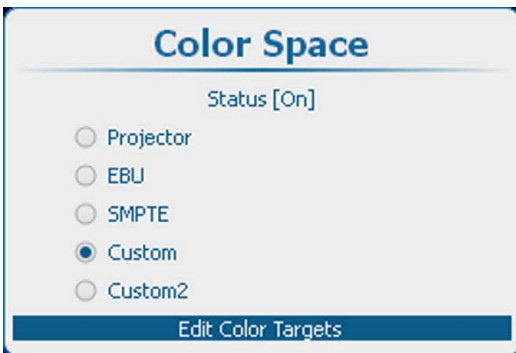 Color Space
Status [On]
Projector
EBU
SMPTE
Custom
Custom2
Edit Color Targets